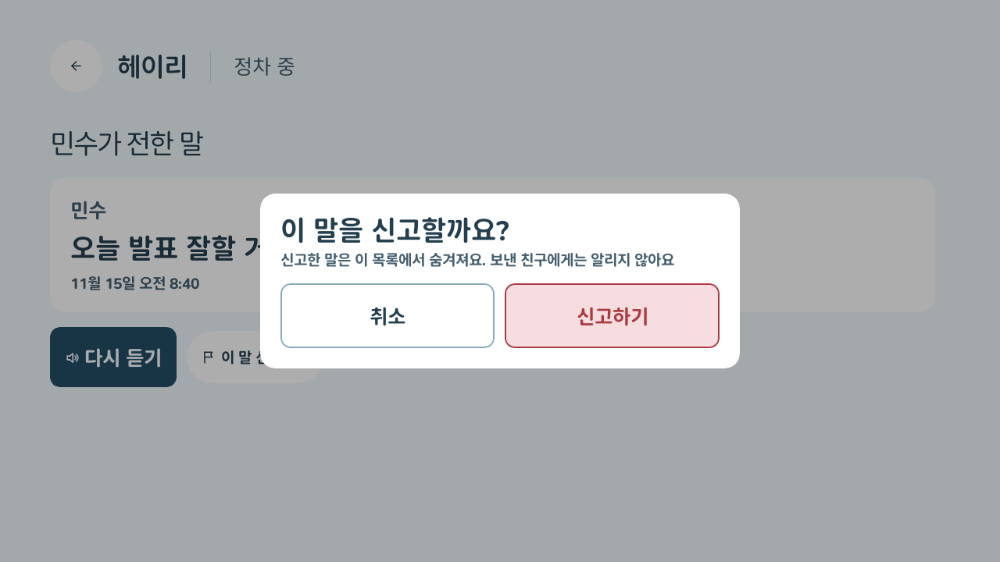 헤이리
정차 중
민수가 전한 말
민수
오늘 발표 잘할
11월 15일 오전 8:40
다시 듣기
이 말
이 말을 신고할까요?
신고한 말은 이 목록에서 숨겨져요. 보낸 친구에게는 알리지 않아요
취소
신고하기